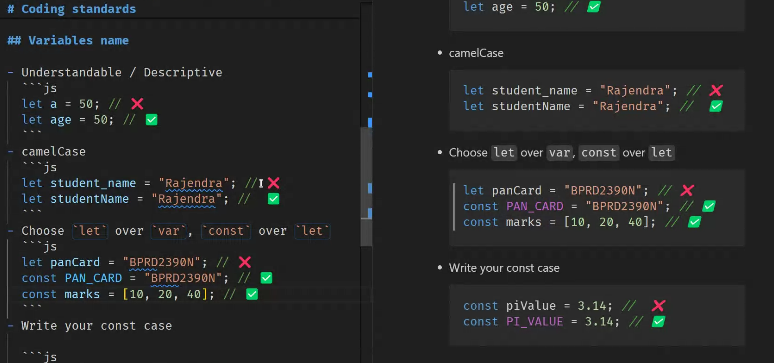 # Coding standards
## Variables name
- Understandable / Descriptive
```js
let a = 50; // ❌
let age = 50; // ✅
```
- camelCase
```js
let student_name = "Rajendra"; // ❌
let studentName = "Rajendra"; // ✅
```
- Choose `let` over `var`, `const` over `let`
```js
let panCard = "BPRD2390N"; // ❌
const PAN_CARD = "BPRD2390N"; // ✅
const marks = [10, 20, 40]; // ✅
```
- Write your const case
```js
let age = 50; // ✅
• camelCase
let student_name = "Rajendra"; // ❌
let studentName = "Rajendra"; // ✅
• Choose let over var, const over let
let panCard = "BPRD2390N"; // ❌
const PAN_CARD = "BPRD2390N"; // ✅
const marks = [10, 20, 40]; // ✅
• Write your const case
const piValue = 3.14; // ❌
const PI_VALUE = 3.14; // ✅